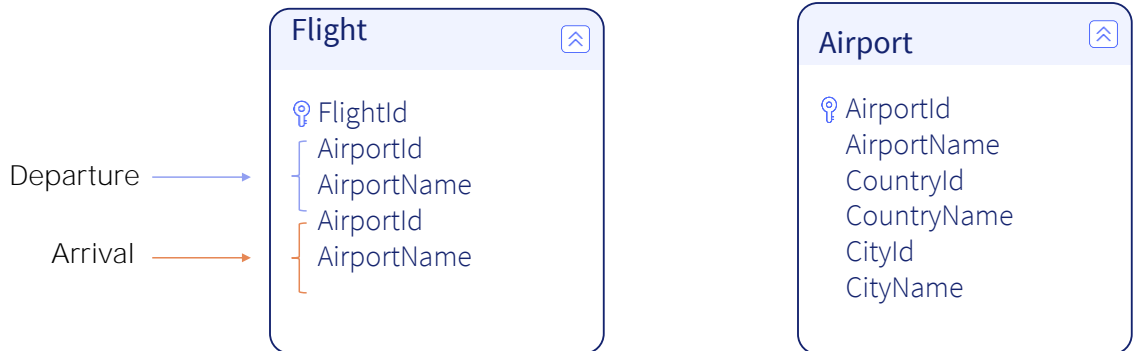 Flight
FlightId
AirportId
AirportName
AirportId
AirportName
Departure
Arrival
Airport
AirportId
AirportName
CountryId
CountryName
CityId
CityName